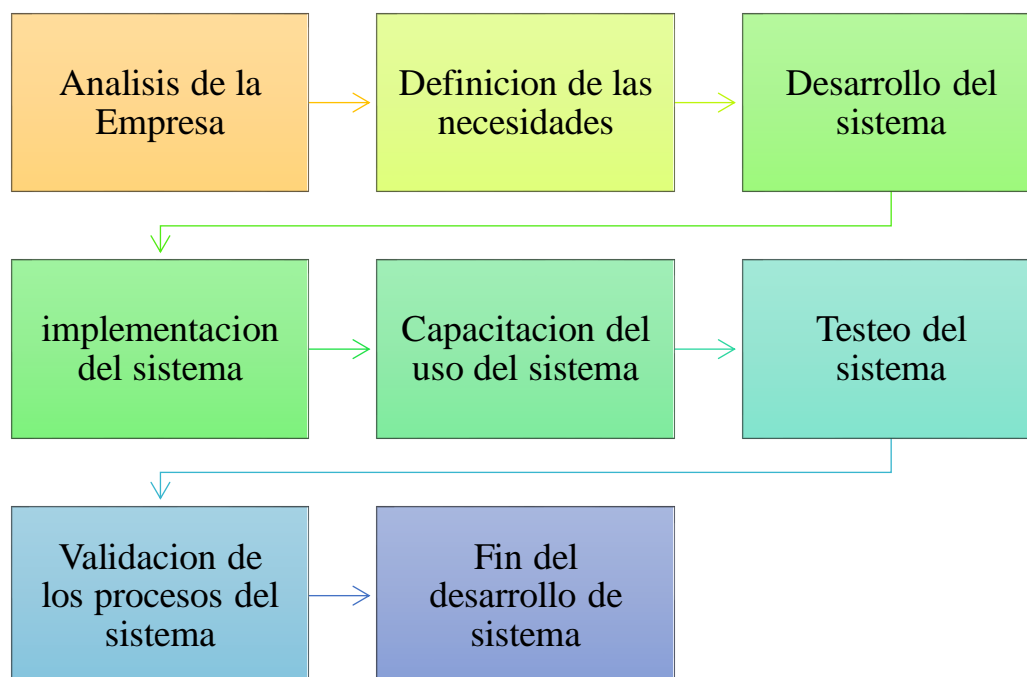 Analisis de la
Empresa
Definicion de las
necesidades
Desarrollo del
sistema
implementacion
del sistema
Capacitacion del
uso del sistema
Testeo del
sistema
Validacion de
los procesos del
sistema
Fin del
desarrollo de
sistema